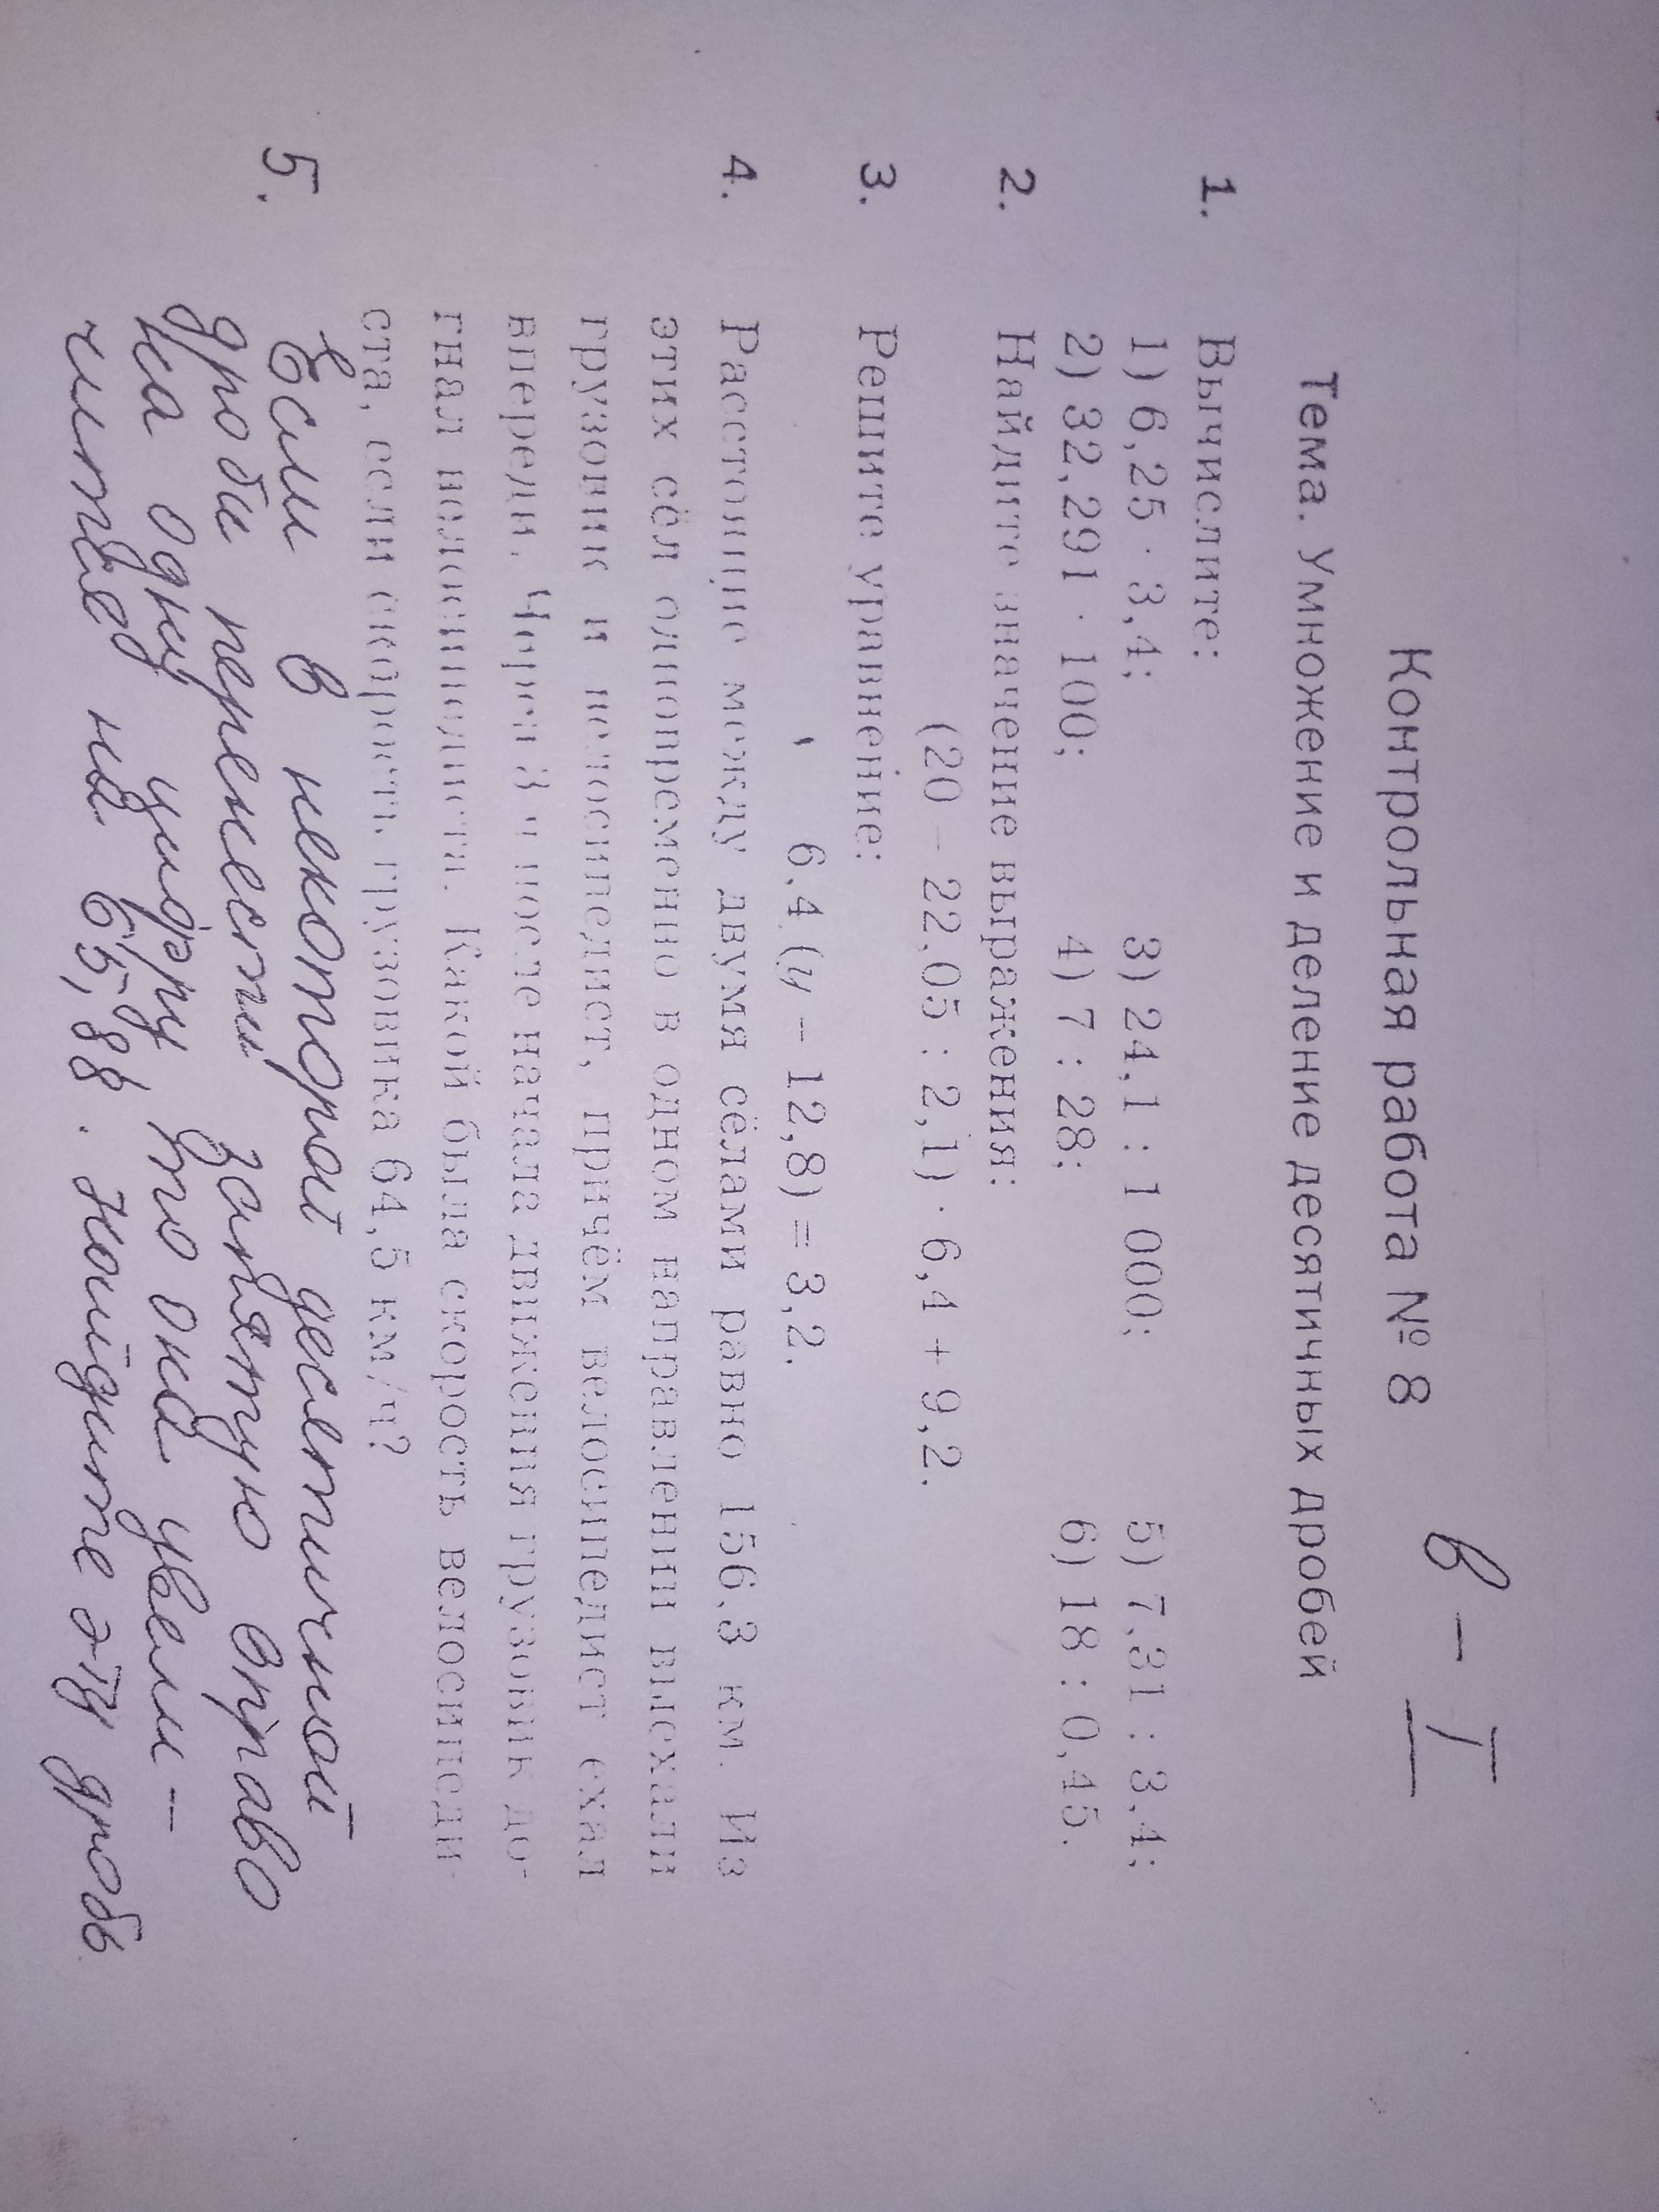 Контрольная работа № 8 В – I
Тема. Умножение и деление десятичных дробей
1. Вычислите:
1) 6,25 · 3,4; 3) 24,1 : 1 000; 5) 7,31 : 3,4;
2) 32,291 · 100; 4) 7 : 28; 6) 18 : 0,45.
2. Найдите значение выражения:
(20 – 22,05 : 2,1) · 6,4 + 9,2.
3. Решите уравнение:
6,4 (y – 12,8) = 3,2.
4. Расстояние между двумя сёлами равно 156,3 км. Из
этих сёл одновременно в одном направлении выехали
грузовик и велосипедист, причём велосипедист ехал
впереди. Через 3 ч после начала движения грузовик до-
гнал велосипедиста. Какой была скорость велосипеди-
ста, если скорость грузовика 64,5 км/ч?
5. Если в некоторой десятичной
дроби перенести запятую вправо
на одну цифру то она увели-
чится на 65,88. Найдите эту дробь